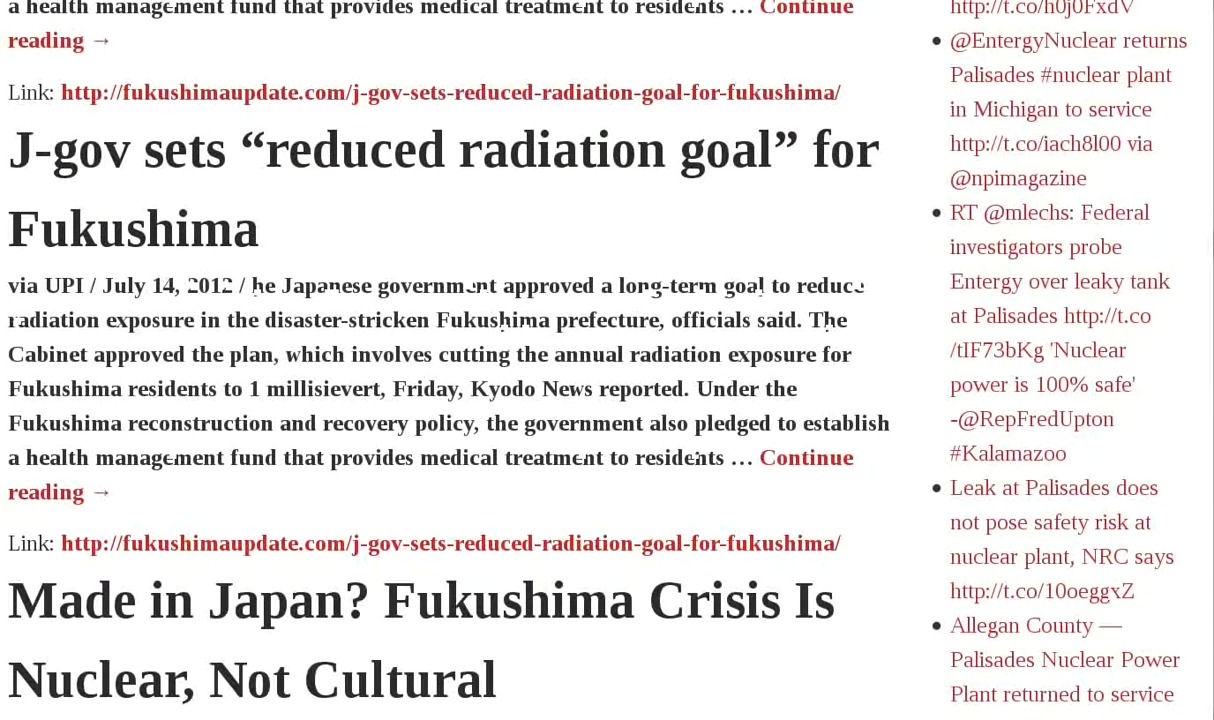 a health management fund that provides medical treatment to residents … Continue
reading →
Link: http://fukushimaupdate.com/j-gov-sets-reduced-radiation-goal-for-fukushima/
J-gov sets “reduced radiation goal” for
Fukushima
via UPI / July 14, 2012 / he Japanese government approved a long-term goal to reduce
radiation exposure in the disaster-stricken Fukushima prefecture, officials said. The
Cabinet approved the plan, which involves cutting the annual radiation exposure for
Fukushima residents to 1 millisievert, Friday, Kyodo News reported. Under the
Fukushima reconstruction and recovery policy, the government also pledged to establish
a health management fund that provides medical treatment to residents … Continue
reading →
Link: http://fukushimaupdate.com/j-gov-sets-reduced-radiation-goal-for-fukushima/
Made in Japan? Fukushima Crisis Is
Nuclear, Not Cultural
http://t.co/h0j0FxdV
@EntergyNuclear returns
Palisades #nuclear plant
in Michigan to service
http://t.co/iach8l00 via
@npimagazine
RT @mlechs: Federal
investigators probe
Entergy over leaky tank
at Palisades http://t.co
/tIF73bKg 'Nuclear
power is 100% safe'
-@RepFredUpton
#Kalamazoo
Leak at Palisades does
not pose safety risk at
nuclear plant, NRC says
http://t.co/10oeggxZ
Allegan County —
Palisades Nuclear Power
Plant returned to service